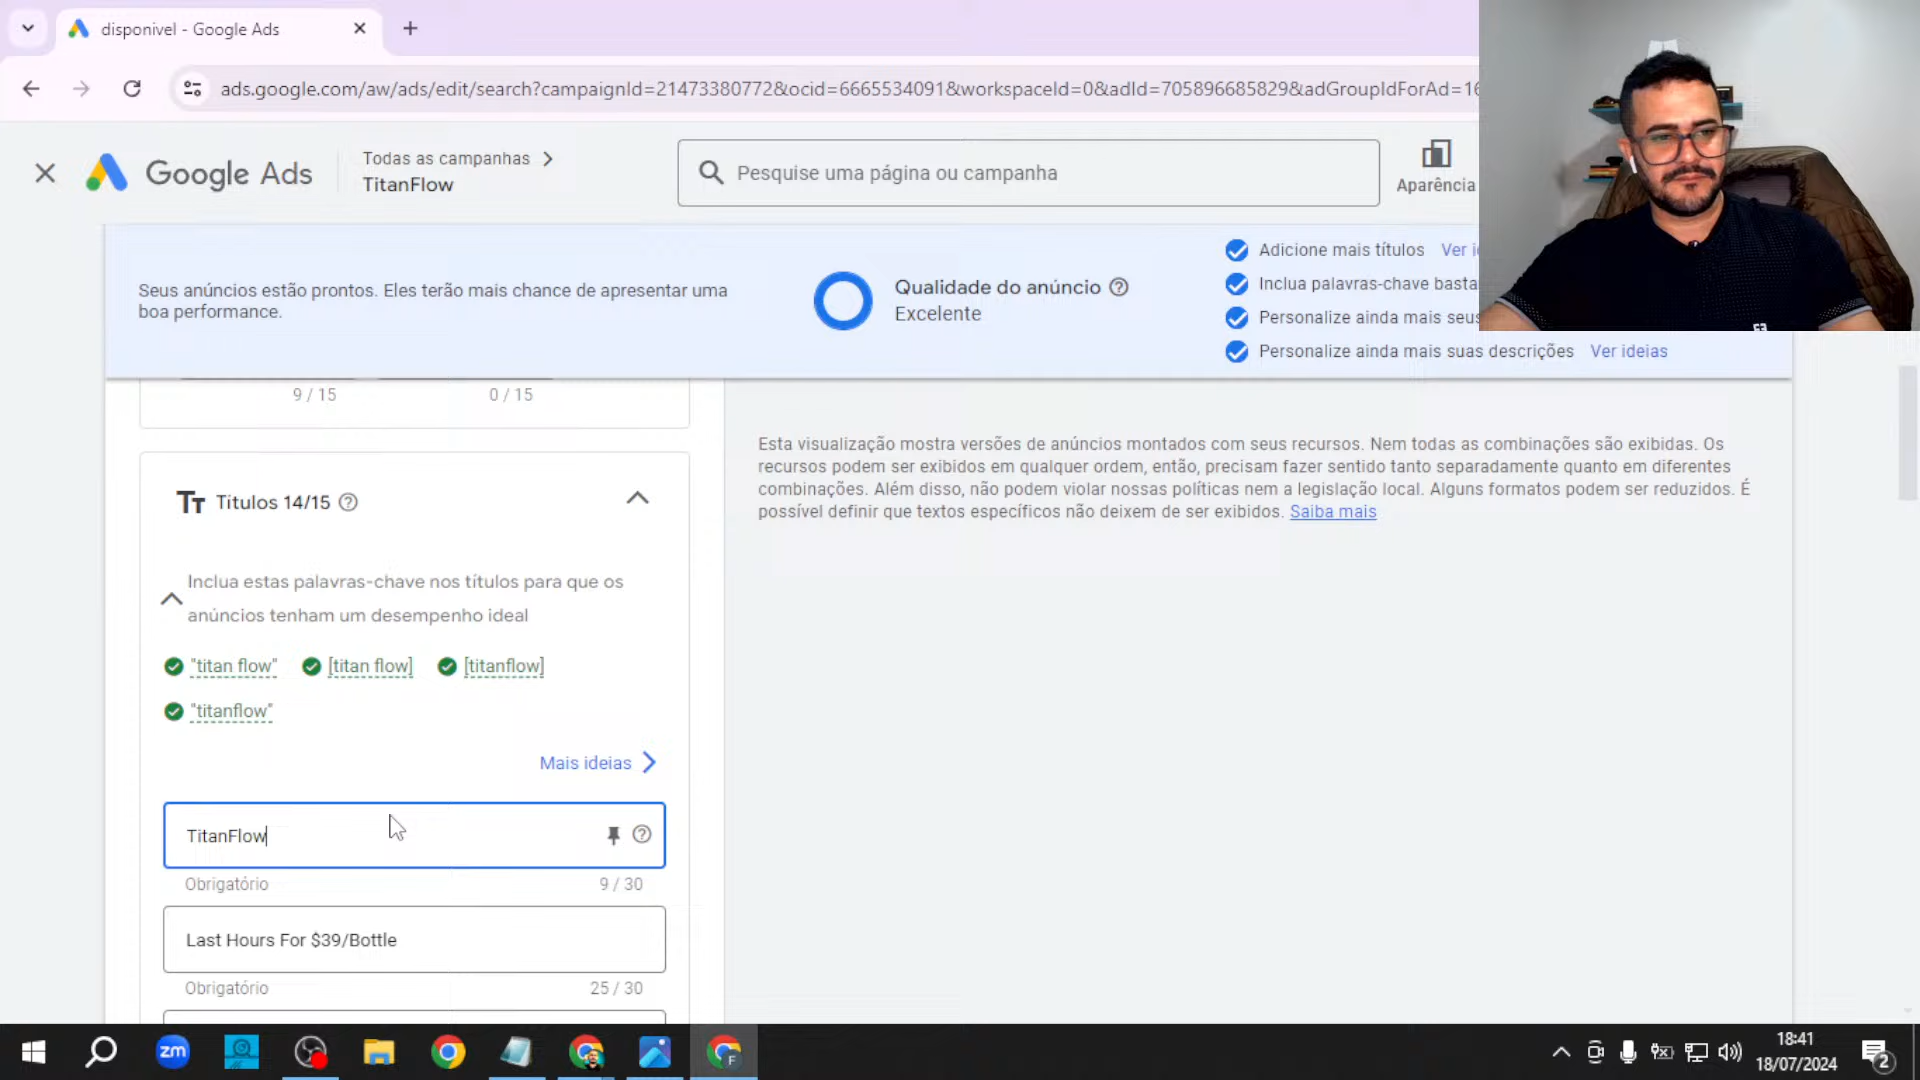 disponivel - Google Ads
ads.google.com/aw/ads/edit/search?campaignId=21473380772&ocid=6665534091&workspaceId=0&adId=705896685829&adGroupIdForAd=16
Google Ads
Todas as campanhas
TitanFlow
Pesquise uma página ou campanha
Aparência
Seus anúncios estão prontos. Eles terão mais chance de apresentar uma
boa performance.
Qualidade do anúncio
Excelente
Adicione mais títulos Ver i
Inclua palavras-chave basta
Personalize ainda mais seus
Personalize ainda mais suas descrições Ver ideias
9 / 15
0 / 15
Esta visualização mostra versões de anúncios montados com seus recursos. Nem todas as combinações são exibidas. Os
recursos podem ser exibidos em qualquer ordem, então, precisam fazer sentido tanto separadamente quanto em diferentes
combinações. Além disso, não podem violar nossas políticas nem a legislação local. Alguns formatos podem ser reduzidos. É
possível definir que textos específicos não deixem de ser exibidos. Saiba mais
Tt Títulos 14/15
Inclua estas palavras-chave nos títulos para que os
anúncios tenham um desempenho ideal
"titan flow" [titan flow] [titanflow]
"titanflow"
Mais ideias
TitanFlow
Obrigatório 9 / 30
Last Hours For $39/Bottle
Obrigatório 25 / 30
zm
F
18:41
18/07/2024
2